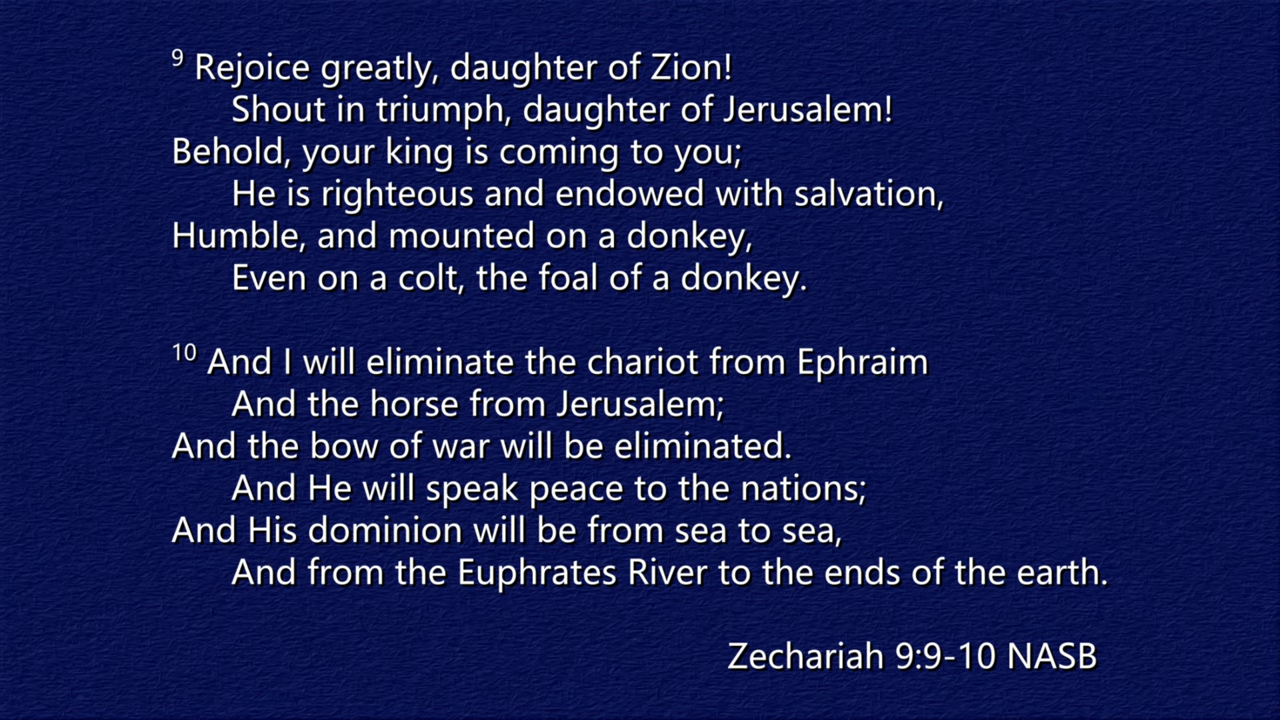 9 Rejoice greatly, daughter of Zion!
Shout in triumph, daughter of Jerusalem!
Behold, your king is coming to you;
He is righteous and endowed with salvation,
Humble, and mounted on a donkey,
Even on a colt, the foal of a donkey.
10 And I will eliminate the chariot from Ephraim
And the horse from Jerusalem;
And the bow of war will be eliminated.
And He will speak peace to the nations;
And His dominion will be from sea to sea,
And from the Euphrates River to the ends of the earth.
Zechariah 9:9-10 NASB